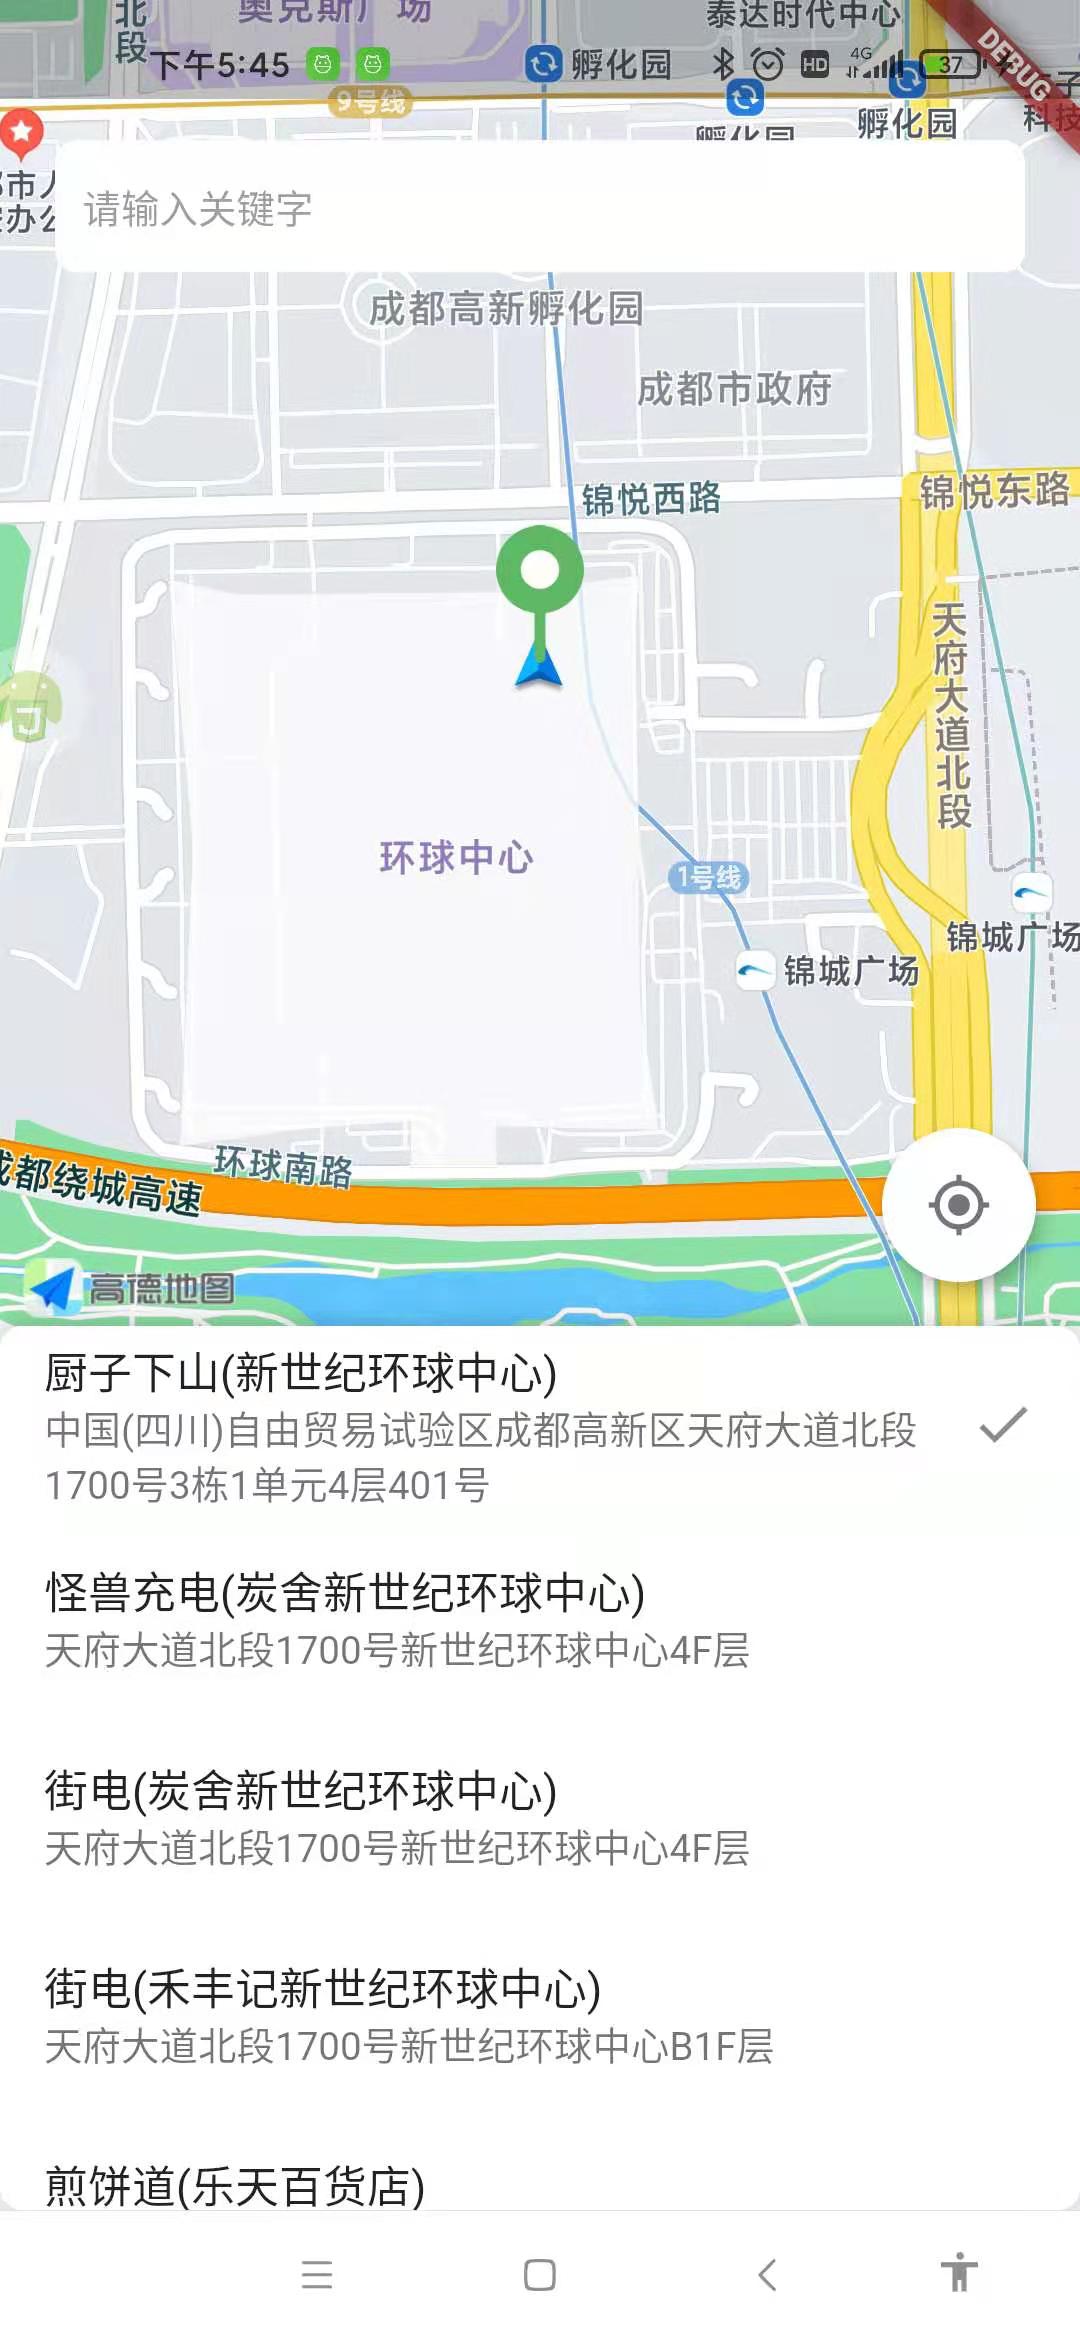 奥克斯广场
泰达时代中心
北段
下午5:45
孵化园
HD
4G
37
DEBUG
9号线
孵化园
孵化园
科技
请输入关键字
成都高新孵化园
成都市政府
锦悦西路
锦悦东路
天府大道北段
环球中心
1号线
锦城广场
锦城广场
环球南路
成都绕城高速
高德地图
厨子下山(新世纪环球中心)
中国(四川)自由贸易试验区成都高新区天府大道北段
1700号3栋1单元4层401号
怪兽充电(炭舍新世纪环球中心)
天府大道北段1700号新世纪环球中心4F层
街电(炭舍新世纪环球中心)
天府大道北段1700号新世纪环球中心4F层
街电(禾丰记新世纪环球中心)
天府大道北段1700号新世纪环球中心B1F层
煎饼道(乐天百货店)